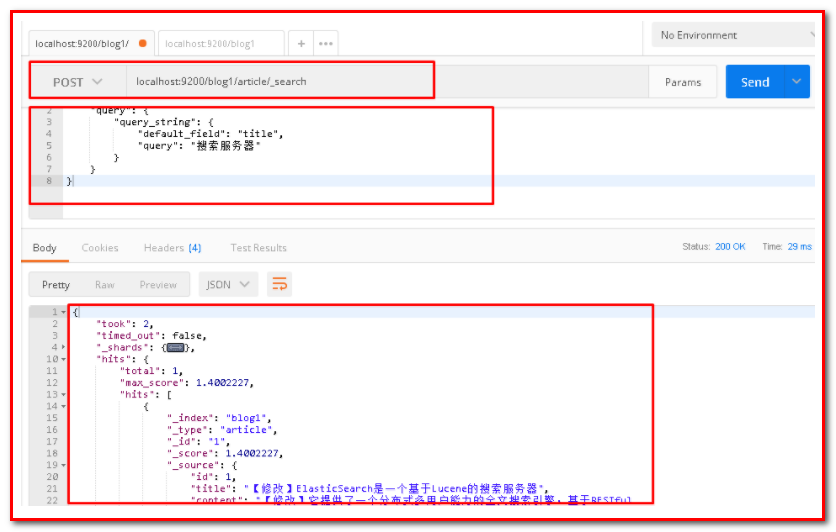 localhost:9200/blog1/
localhost:9200/blog1
+
•••
No Environment
POST
localhost:9200/blog1/article/_search
Params
Send
2 "query": {
3 "query_string": {
4 "default_field": "title",
5 "query": "搜索服务器"
6 }
7 }
8 }
Body Cookies Headers (4) Test Results Status: 200 OK Time: 29 ms
Pretty Raw Preview JSON
1 {
2 "took": 2,
3 "timed_out": false,
4 "_shards": {},
10 "hits": {
11 "total": 1,
12 "max_score": 1.4002227,
13 "hits": [
14 {
15 "_index": "blog1",
16 "_type": "article",
17 "_id": "1",
18 "_score": 1.4002227,
19 "_source": {
20 "id": 1,
21 "title": "【修改】ElasticSearch是一个基于Lucene的搜索服务器",
22 "content": "【修改】它提供了一个分布式多用户能力的全文搜索引擎，基于RESTful